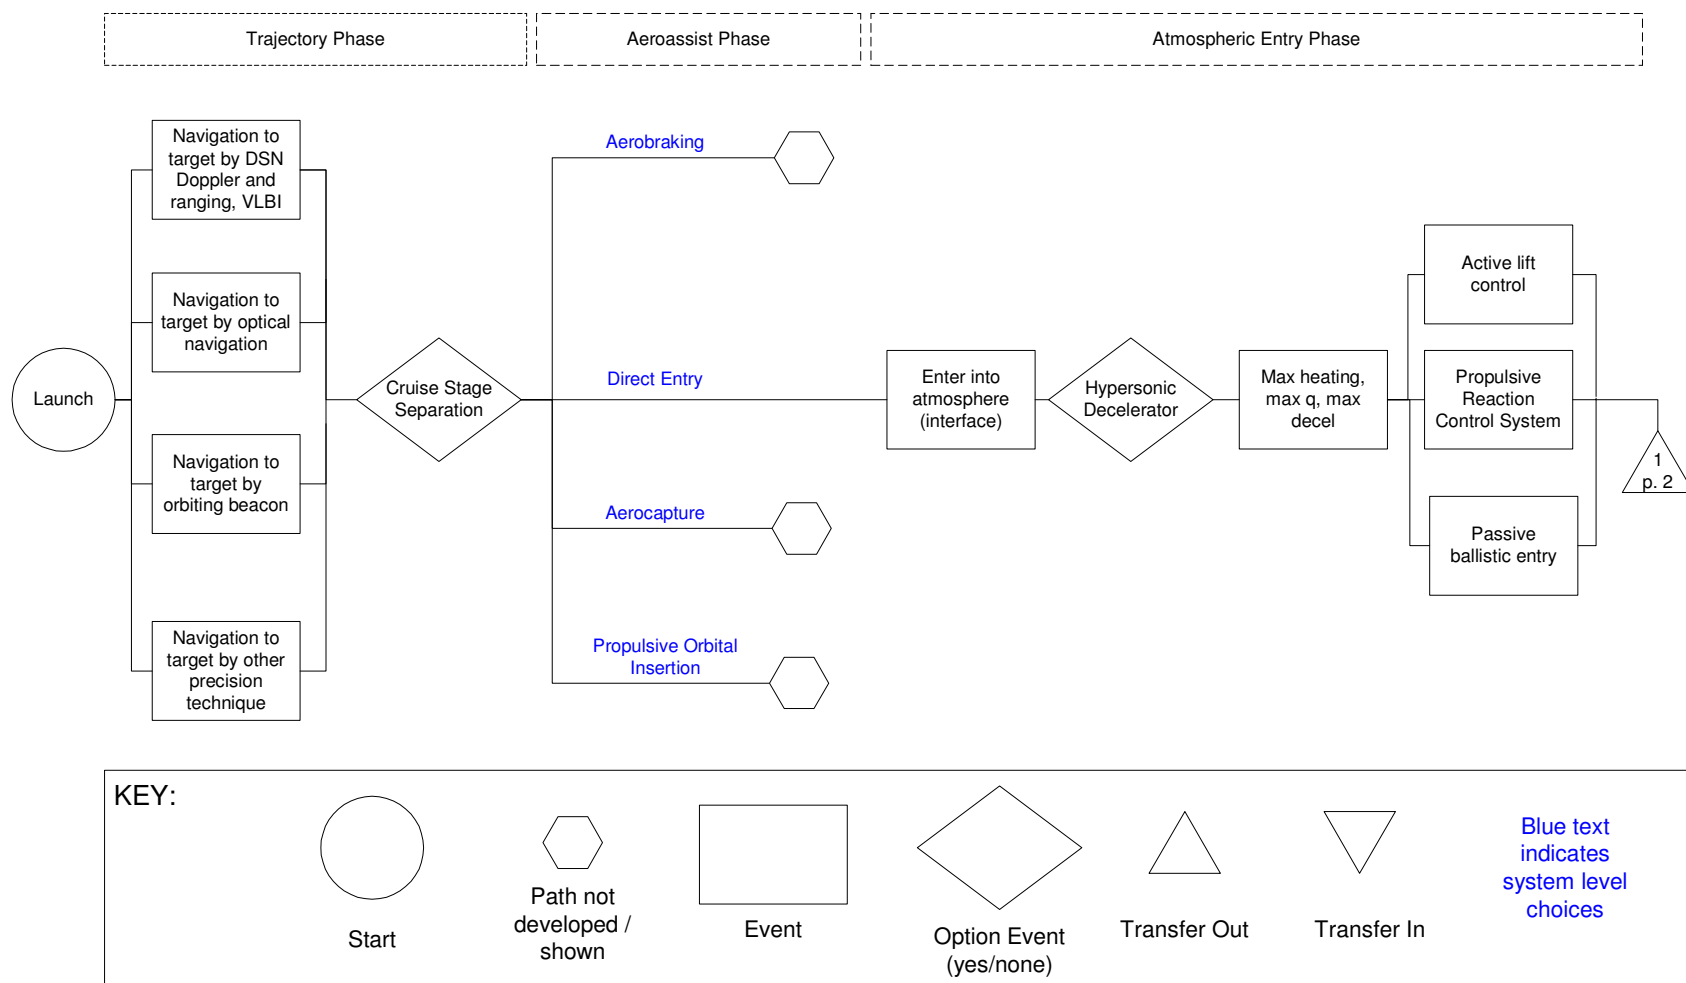 Trajectory Phase
Aeroassist Phase
Atmospheric Entry Phase
Launch
Navigation to
target by DSN
Doppler and
ranging, VLBI
Navigation to
target by optical
navigation
Navigation to
target by
orbiting beacon
Navigation to
target by other
precision
technique
Cruise Stage
Separation
Aerobraking
Direct Entry
Aerocapture
Propulsive Orbital
Insertion
Enter into
atmosphere
(interface)
Hypersonic
Decelerator
Max heating,
max q, max
decel
Active lift
control
Propulsive
Reaction
Control System
Passive
ballistic entry
1
p. 2
KEY:
Start
Path not
developed /
shown
Event
Option Event
(yes/none)
Transfer Out
Transfer In
Blue text
indicates
system level
choices